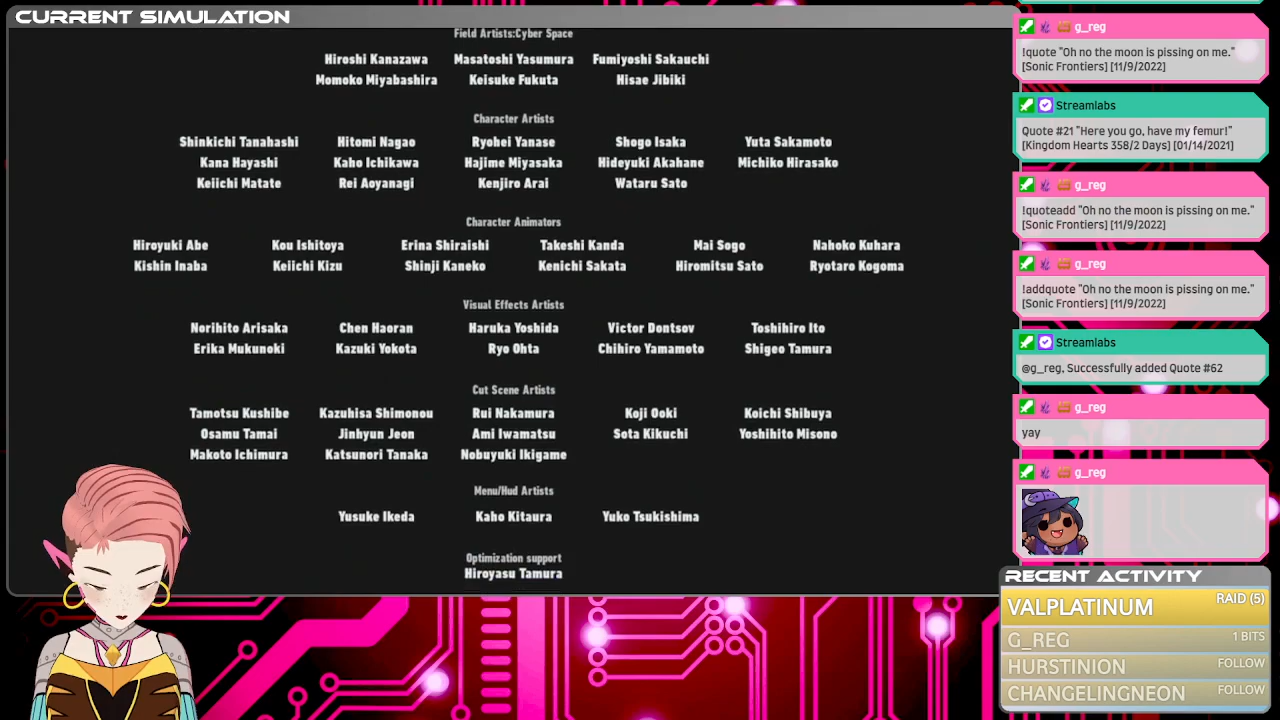 CURRENT SIMULATION
Field Artists:Cyber Space
Hiroshi Kanazawa Masatoshi Yasumura Fumiyoshi Sakauchi
Momoko Miyabashira Keisuke Fukuta Hisae Jibiki
Character Artists
Shinkichi Tanahashi Hitomi Nagao Ryohei Yanase Shogo Isaka Yuta Sakamoto
Kana Hayashi Kaho Ichikawa Hajime Miyasaka Hideyuki Akahane Michiko Hirasako
Keiichi Matate Rei Aoyanagi Kenjiro Arai Wataru Sato
Character Animators
Hiroyuki Abe Kou Ishitoya Erina Shiraishi Takeshi Kanda Mai Sogo Nahoko Kuhara
Kishin Inaba Keiichi Kizu Shinji Kaneko Kenichi Sakata Hiromitsu Sato Ryotaro Kogoma
Visual Effects Artists
Norihito Arisaka Chen Haoran Haruka Yoshida Victor Dontsov Toshihiro Ito
Erika Mukunoki Kazuki Yokota Ryo Ohta Chihiro Yamamoto Shigeo Tamura
Cut Scene Artists
Tamotsu Kushibe Kazuhisa Shimonou Rui Nakamura Koji Ooki Koichi Shibuya
Osamu Tamai Jinhyun Jeon Ami Iwamatsu Sota Kikuchi Yoshihito Misono
Makoto Ichimura Katsunori Tanaka Nobuyuki Ikigame
Menu/Hud Artists
Yusuke Ikeda Kaho Kitaura Yuko Tsukishima
Optimization support
Hiroyasu Tamura
g_reg
!quote "Oh no the moon is pissing on me."
[Sonic Frontiers] [11/9/2022]
Streamlabs
Quote #21 "Here you go, have my femur!"
[Kingdom Hearts 358/2 Days] [01/14/2021]
g_reg
!quoteadd "Oh no the moon is pissing on me."
[Sonic Frontiers] [11/9/2022]
g_reg
!addquote "Oh no the moon is pissing on me."
[Sonic Frontiers] [11/9/2022]
Streamlabs
@g_reg, Successfully added Quote #62
g_reg
yay
g_reg
RECENT ACTIVITY
VALPLATINUM RAID (5)
G_REG 1 BITS
HURSTINION FOLLOW
CHANGELINGNEON FOLLOW